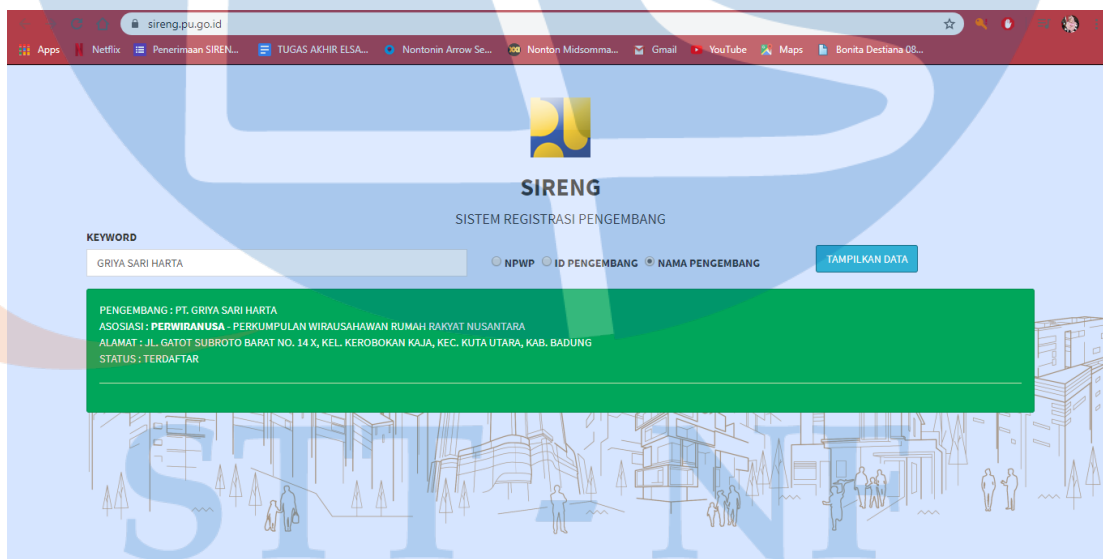 sireng.pu.go.id
Apps Netflix Penerimaan SIREN... TUGAS AKHIR ELSA... Nontonin Arrow Se... Nonton Midsomma... Gmail YouTube Maps Bonita Destiana 08...
SIRENG
SISTEM REGISTRASI PENGEMBANG
KEYWORD
GRIYA SARI HARTA NPWP ID PENGEMBANG NAMA PENGEMBANG TAMPILKAN DATA
PENGEMBANG : PT. GRIYA SARI HARTA
ASOSIASI : PERWIRANUSA - PERKUMPULAN WIRAUSAHAWAN RUMAH RAKYAT NUSANTARA
ALAMAT : JL. GATOT SUBROTO BARAT NO. 14 X, KEL. KEROBOKAN KAJA, KEC. KUTA UTARA, KAB. BADUNG
STATUS : TERDAFTAR
STT - NF